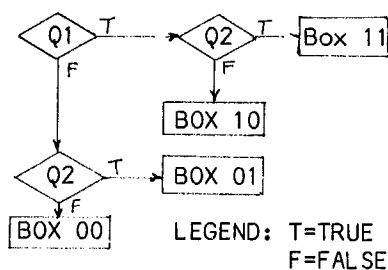 Q1 T Q2 T Box 11
F F
BOX 10
Q2 T BOX 01
F
BOX 00
LEGEND: T=TRUE
F=FALSE